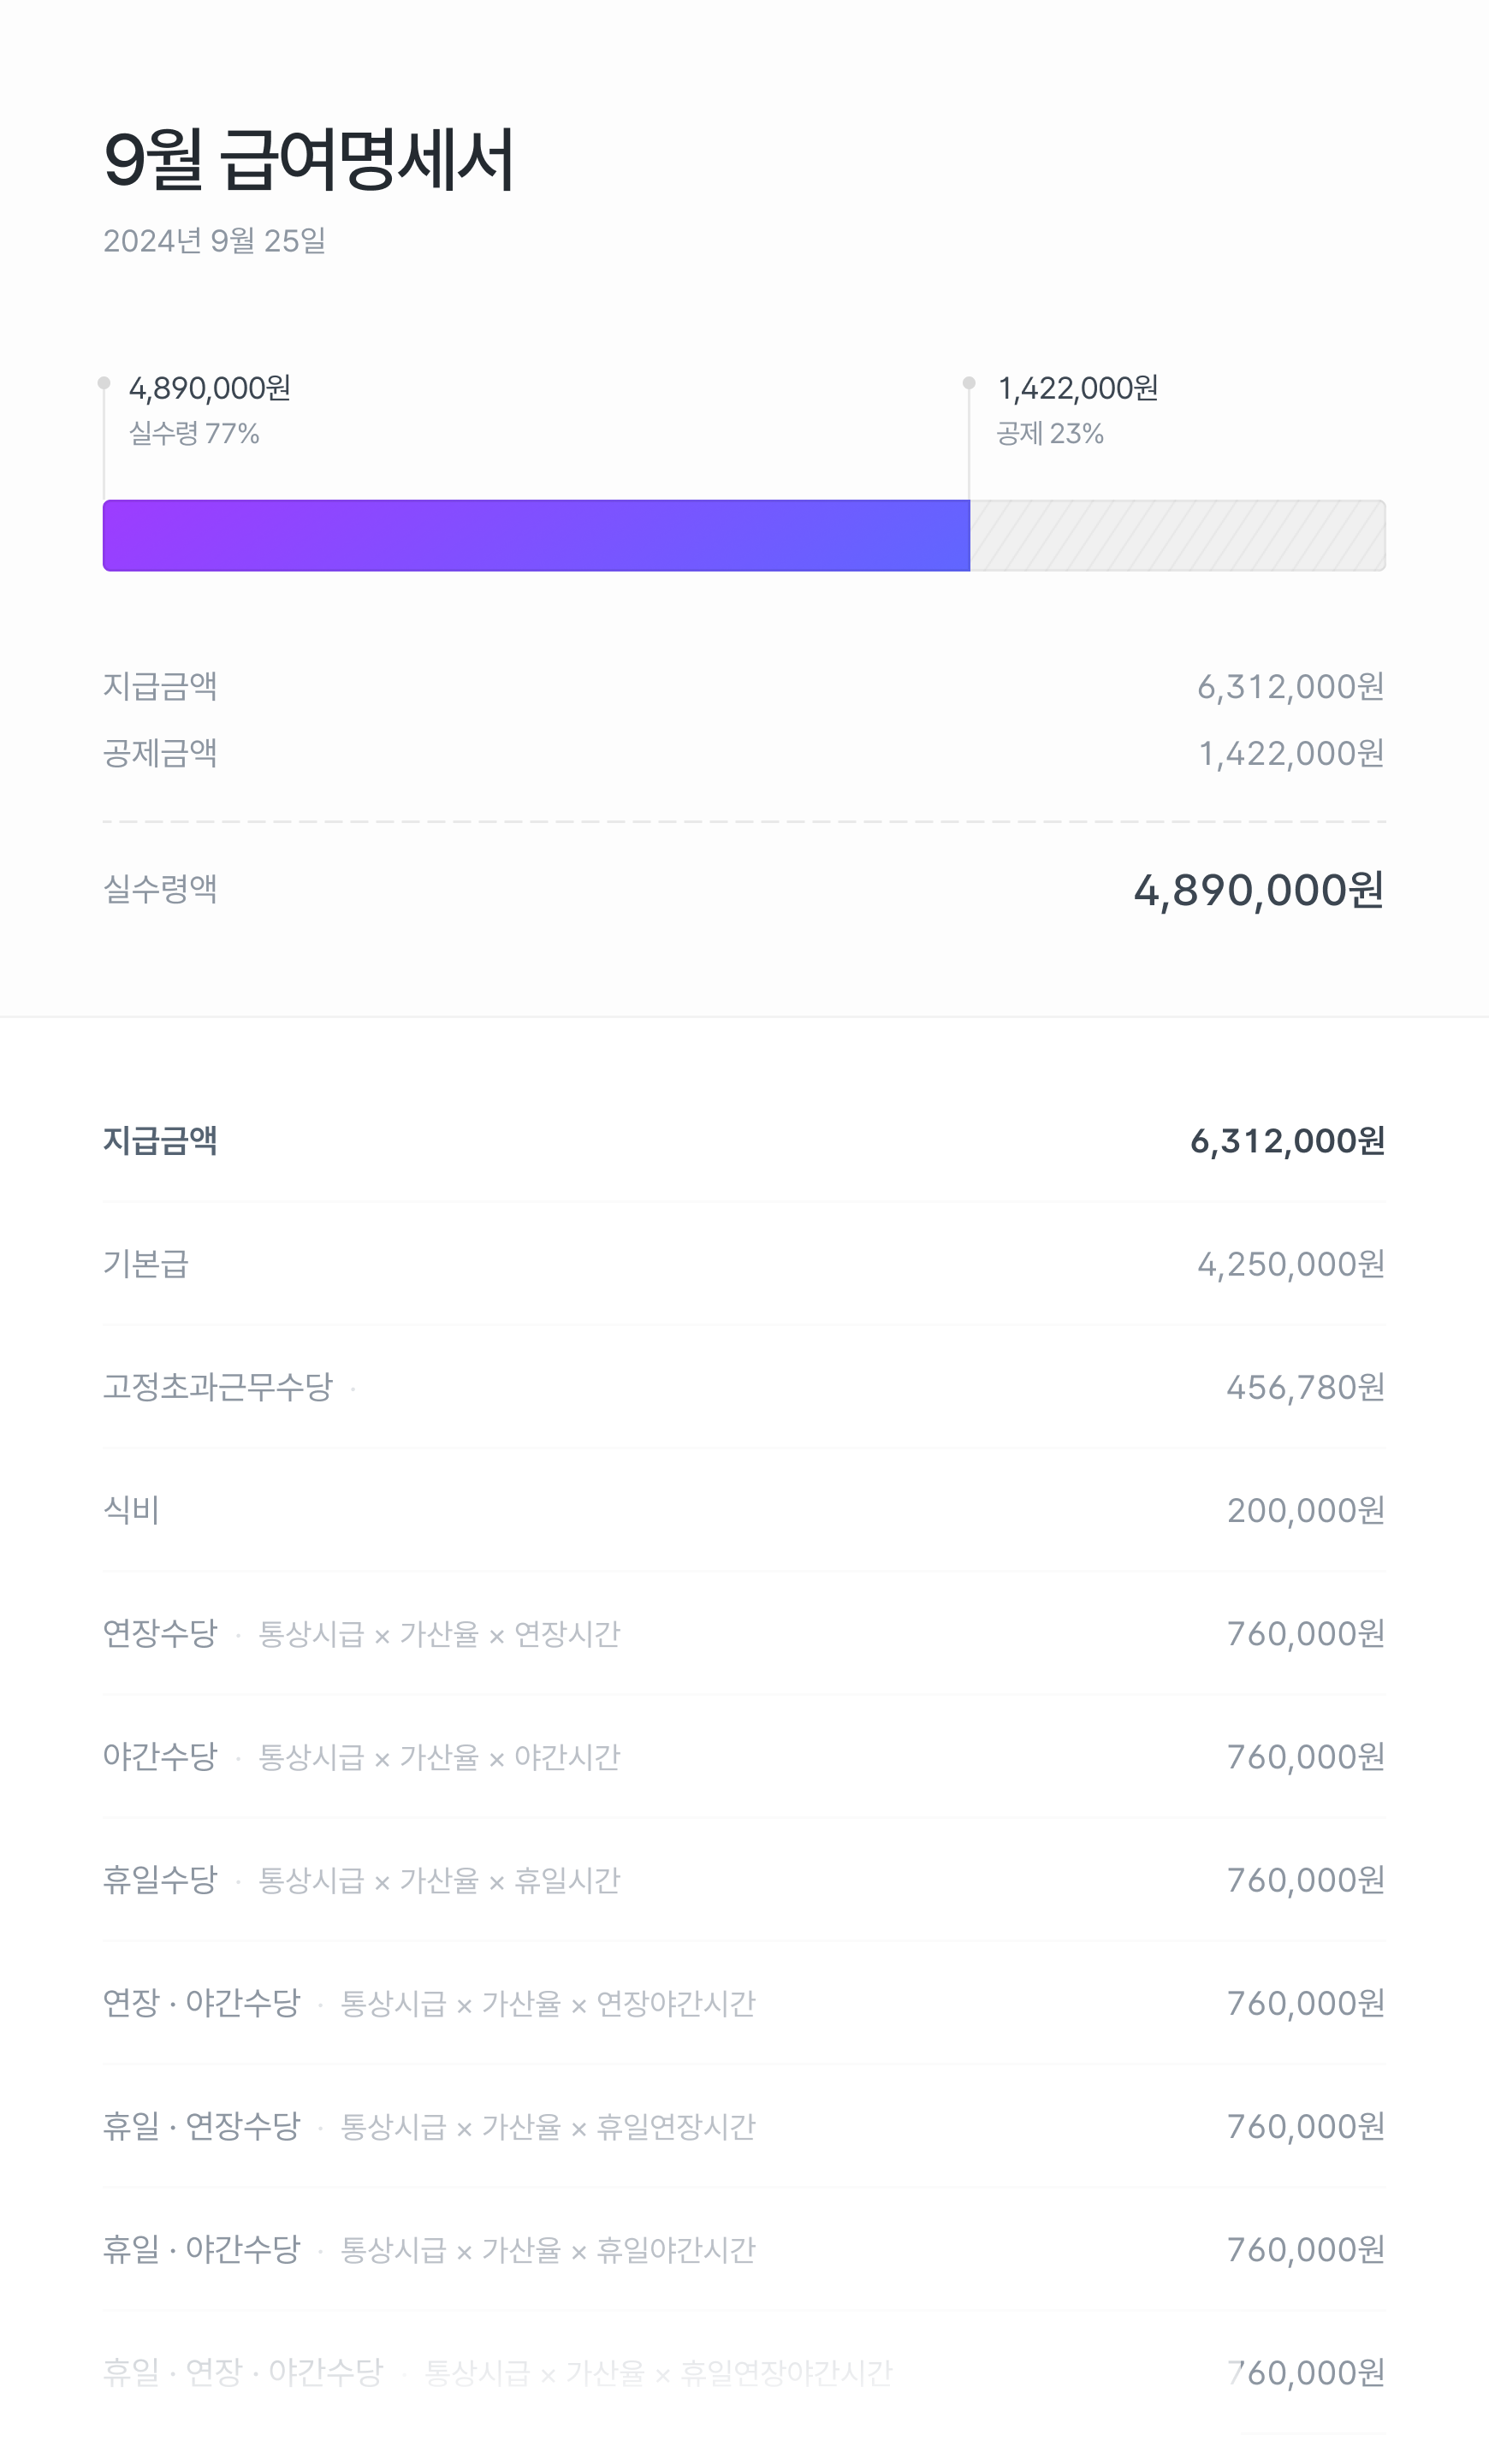 9월 급여명세서
2024년 9월 25일
4,890,000원 1,422,000원
실수령 77% 공제 23%
지급금액 6,312,000원
공제금액 1,422,000원
실수령액 4,890,000원
지급금액 6,312,000원
기본급 4,250,000원
고정초과근무수당 · 456,780원
식비 200,000원
연장수당 · 통상시급 × 가산율 × 연장시간 760,000원
야간수당 · 통상시급 × 가산율 × 야간시간 760,000원
휴일수당 · 통상시급 × 가산율 × 휴일시간 760,000원
연장 · 야간수당 · 통상시급 × 가산율 × 연장야간시간 760,000원
휴일 · 연장수당 · 통상시급 × 가산율 × 휴일연장시간 760,000원
휴일 · 야간수당 · 통상시급 × 가산율 × 휴일야간시간 760,000원
휴일 · 연장 · 야간수당 · 통상시급 × 가산율 × 휴일연장야간시간 760,000원